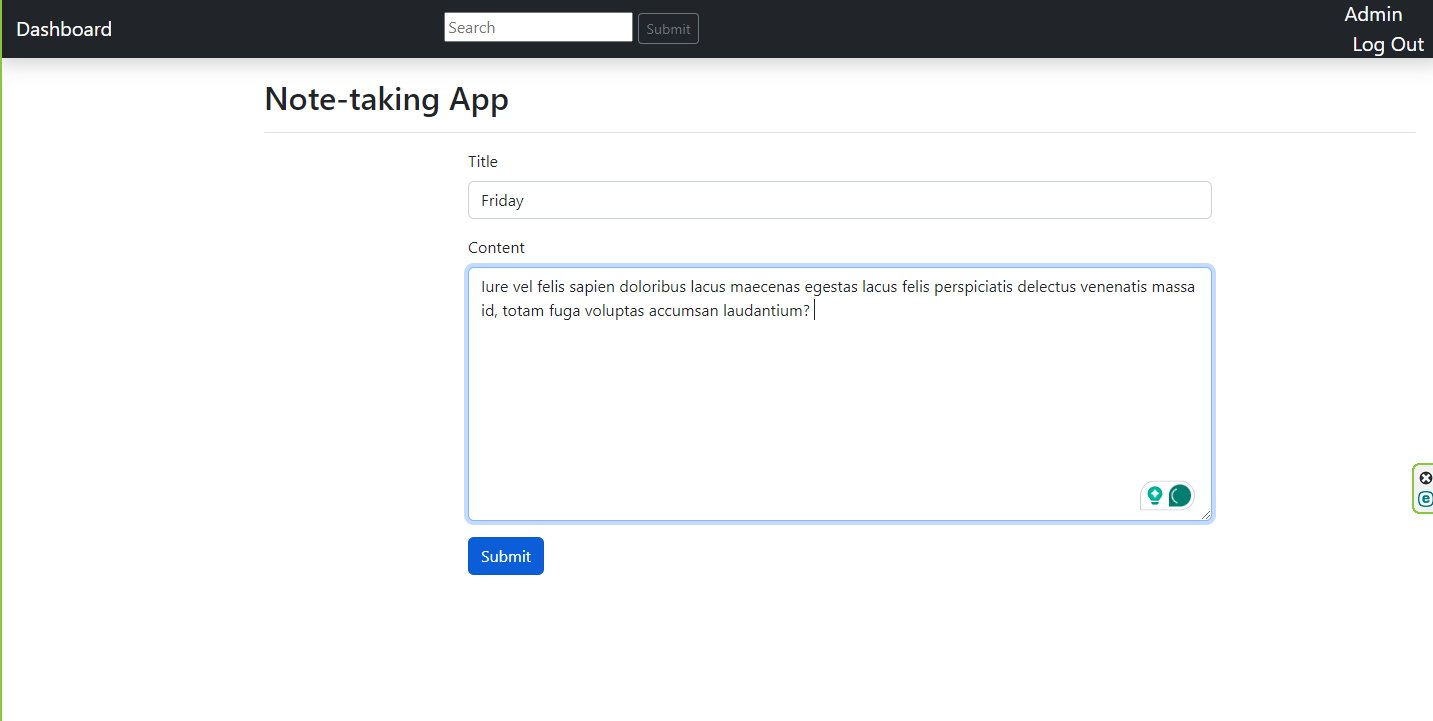 Dashboard
Search
Submit
Admin
Log Out
Note-taking App
Title
Friday
Content
Iure vel felis sapien doloribus lacus maecenas egestas lacus felis perspiciatis delectus venenatis massa
id, totam fuga voluptas accumsan laudantium?
Submit